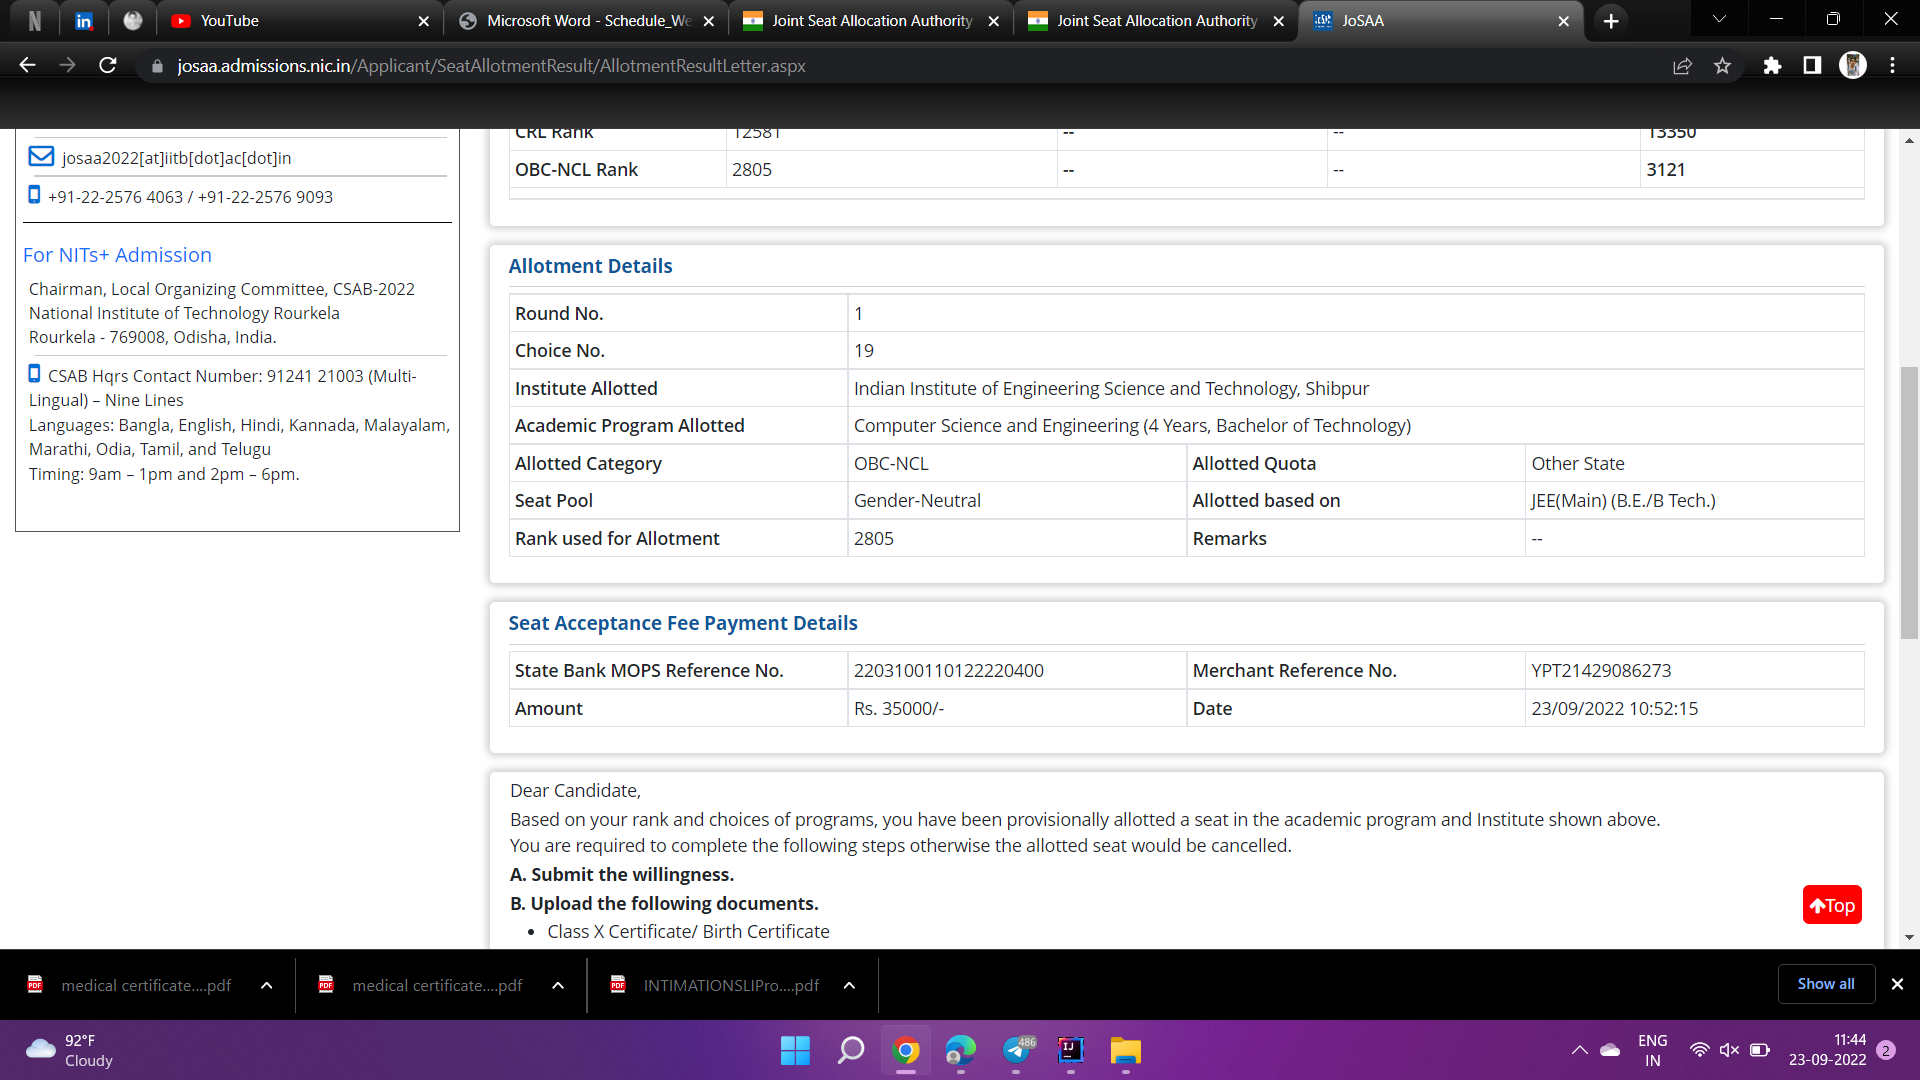 YouTube
Microsoft Word - Schedule_We
Joint Seat Allocation Authority
Joint Seat Allocation Authority
JoSAA
josaa.admissions.nic.in/Applicant/SeatAllotmentResult/AllotmentResultLetter.aspx
josaa2022[at]iitb[dot]ac[dot]in
+91-22-2576 4063 / +91-22-2576 9093
For NITs+ Admission
Chairman, Local Organizing Committee, CSAB-2022
National Institute of Technology Rourkela
Rourkela - 769008, Odisha, India.
CSAB Hqrs Contact Number: 91241 21003 (Multi-
Lingual) – Nine Lines
Languages: Bangla, English, Hindi, Kannada, Malayalam,
Marathi, Odia, Tamil, and Telugu
Timing: 9am – 1pm and 2pm – 6pm.
CRL Rank 12581 -- -- 13350
OBC-NCL Rank 2805 -- -- 3121
Allotment Details
Round No. 1
Choice No. 19
Institute Allotted Indian Institute of Engineering Science and Technology, Shibpur
Academic Program Allotted Computer Science and Engineering (4 Years, Bachelor of Technology)
Allotted Category OBC-NCL Allotted Quota Other State
Seat Pool Gender-Neutral Allotted based on JEE(Main) (B.E./B Tech.)
Rank used for Allotment 2805 Remarks --
Seat Acceptance Fee Payment Details
State Bank MOPS Reference No. 2203100110122220400 Merchant Reference No. YPT21429086273
Amount Rs. 35000/- Date 23/09/2022 10:52:15
Dear Candidate,
Based on your rank and choices of programs, you have been provisionally allotted a seat in the academic program and Institute shown above.
You are required to complete the following steps otherwise the allotted seat would be cancelled.
A. Submit the willingness.
B. Upload the following documents.
• Class X Certificate/ Birth Certificate
Top
medical certificate....pdf
medical certificate....pdf
INTIMATIONSLIPro....pdf
Show all
92°F
Cloudy
486
ENG
IN
11:44
23-09-2022
2